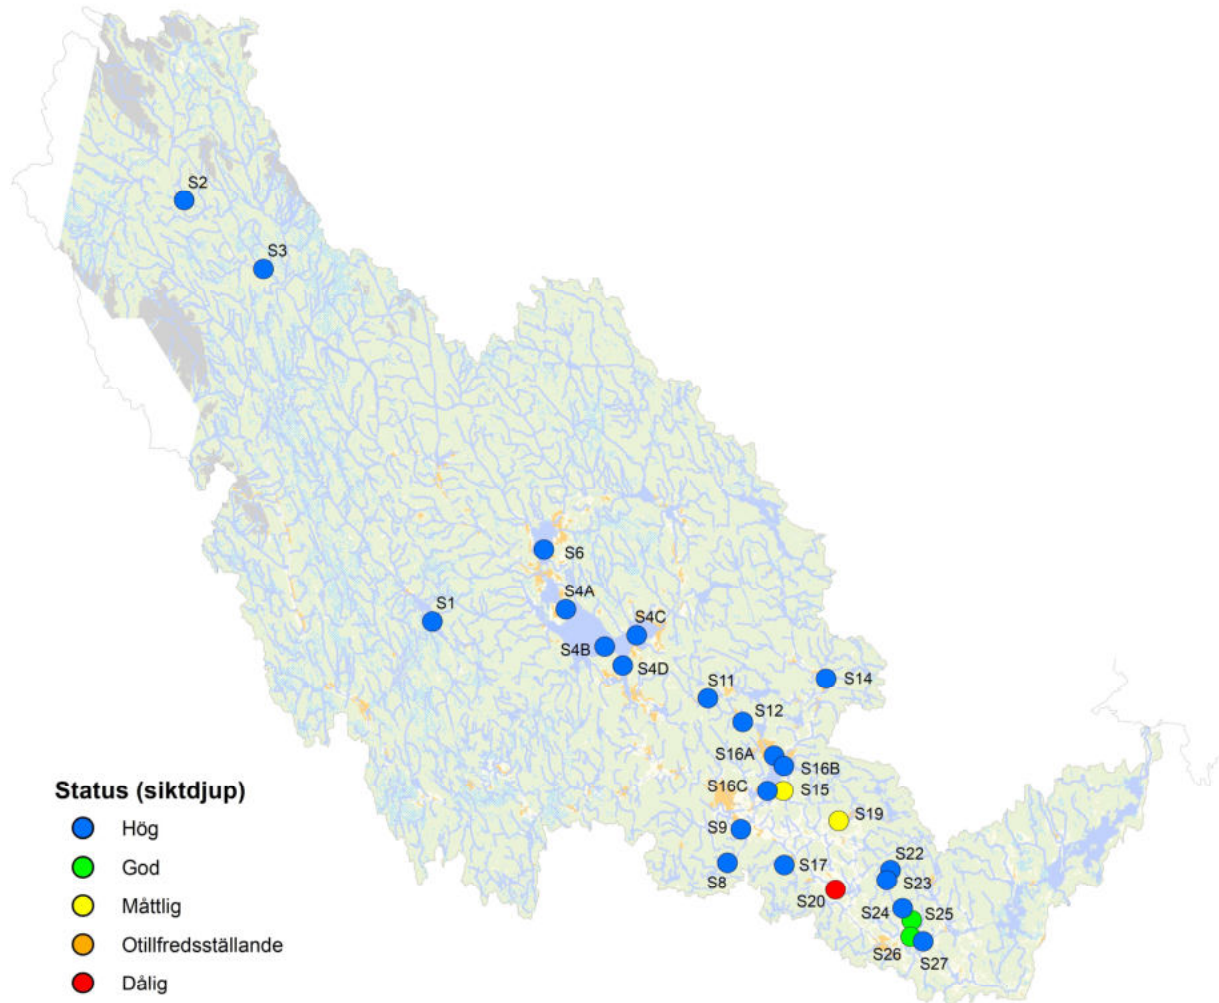 S2
S3
S6
S4A
S1
S4C
S4B
S4D
S14
S11
S12
S16A
S16B
S16C
S15
S19
S9
S22
S8
S17
S23
S20
S24
S25
S26
S27
Status (siktdjup)
Hög
God
Måttlig
Otillfredsställande
Dålig